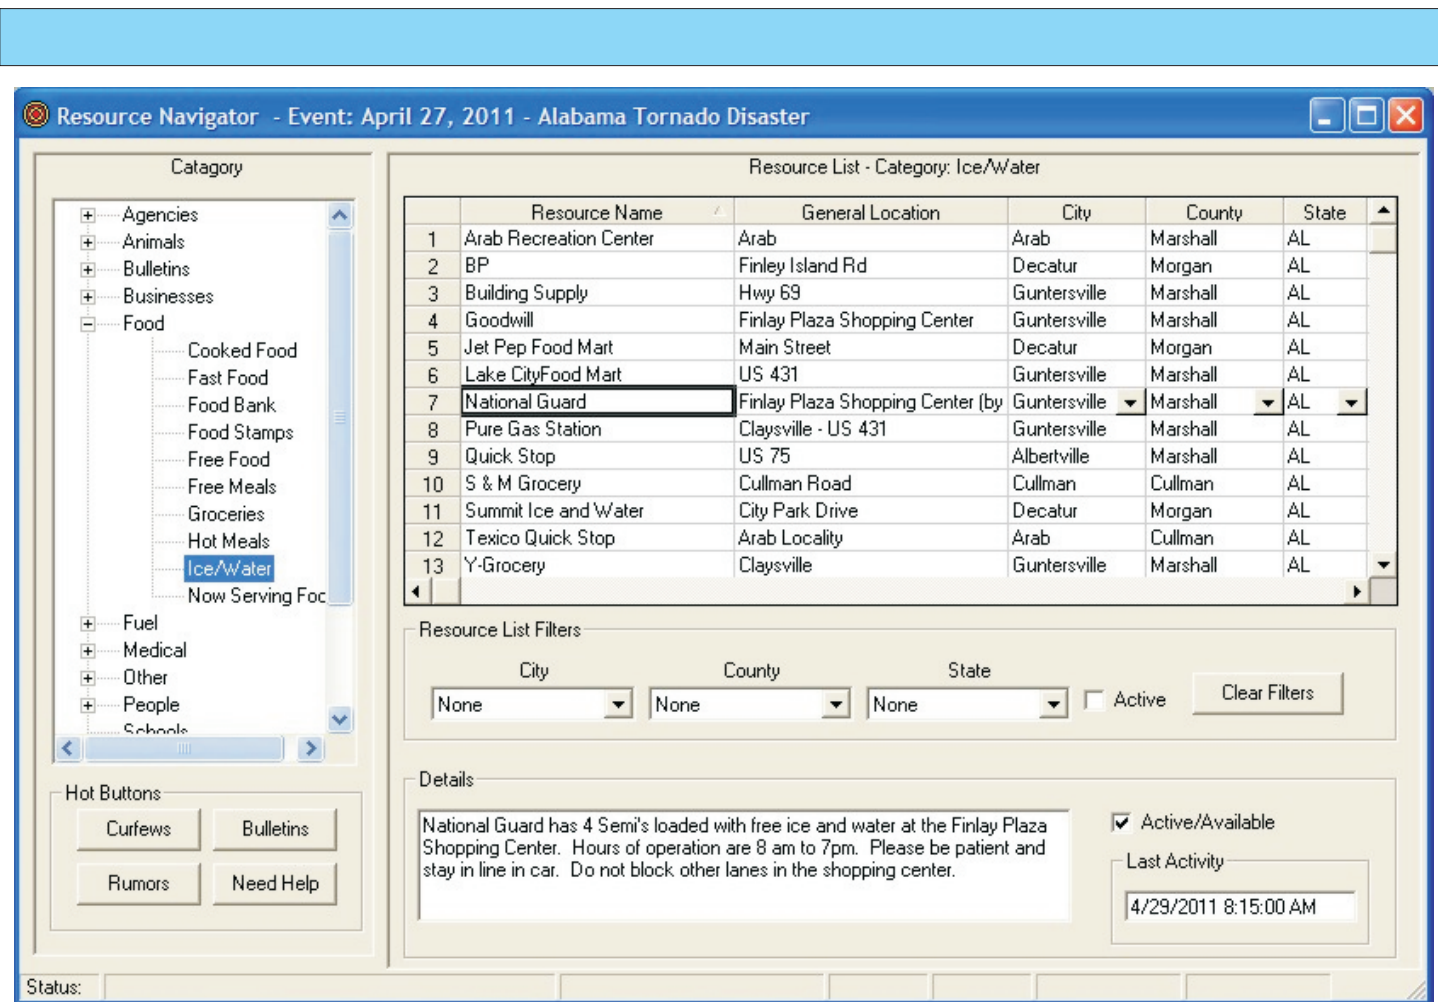 Resource Navigator - Event: April 27, 2011 - Alabama Tornado Disaster
Catagory
Agencies
Animals
Bulletins
Businesses
Food
Cooked Food
Fast Food
Food Bank
Food Stamps
Free Food
Free Meals
Groceries
Hot Meals
Ice/Water
Now Serving Foo
Fuel
Medical
Other
People
Schools
Hot Buttons
Curfews Bulletins
Rumors Need Help
Resource List - Category: Ice/Water
Resource Name General Location City County State
1 Arab Recreation Center Arab Arab Marshall AL
2 BP Finley Island Rd Decatur Morgan AL
3 Building Supply Hwy 69 Guntersville Marshall AL
4 Goodwill Finlay Plaza Shopping Center Guntersville Marshall AL
5 Jet Pep Food Mart Main Street Decatur Morgan AL
6 Lake CityFood Mart US 431 Guntersville Marshall AL
7 National Guard Finlay Plaza Shopping Center (by Guntersville Marshall AL
8 Pure Gas Station Claysville - US 431 Guntersville Marshall AL
9 Quick Stop US 75 Albertville Marshall AL
10 S & M Grocery Cullman Road Cullman Cullman AL
11 Summit Ice and Water City Park Drive Decatur Morgan AL
12 Texico Quick Stop Arab Locality Arab Cullman AL
13 Y-Grocery Claysville Guntersville Marshall AL
Resource List Filters
City County State
None None None Active Clear Filters
Details
National Guard has 4 Semi's loaded with free ice and water at the Finlay Plaza
Shopping Center. Hours of operation are 8 am to 7pm. Please be patient and
stay in line in car. Do not block other lanes in the shopping center.
Active/Available
Last Activity
4/29/2011 8:15:00 AM
Status: